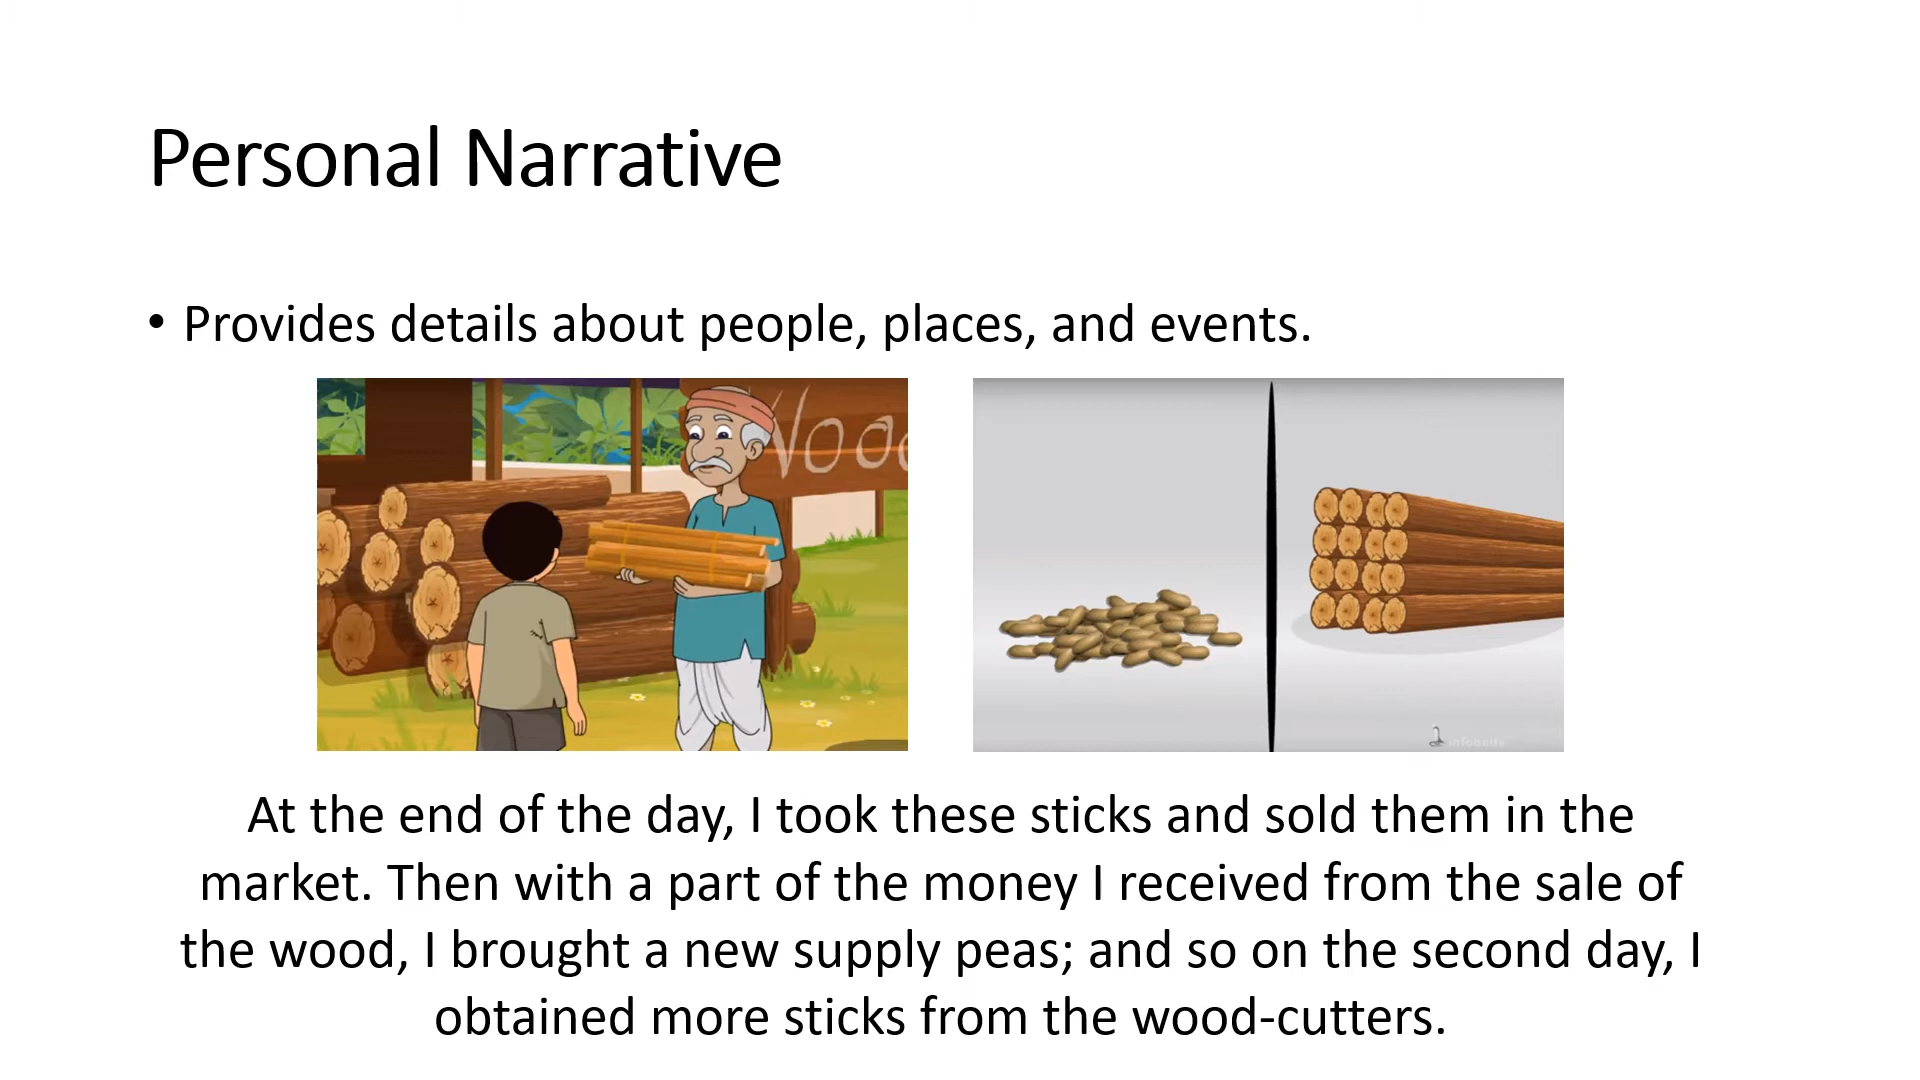 Personal Narrative
• Provides details about people, places, and events.
Wood
At the end of the day, I took these sticks and sold them in the
market. Then with a part of the money I received from the sale of
the wood, I brought a new supply peas; and so on the second day, I
obtained more sticks from the wood-cutters.